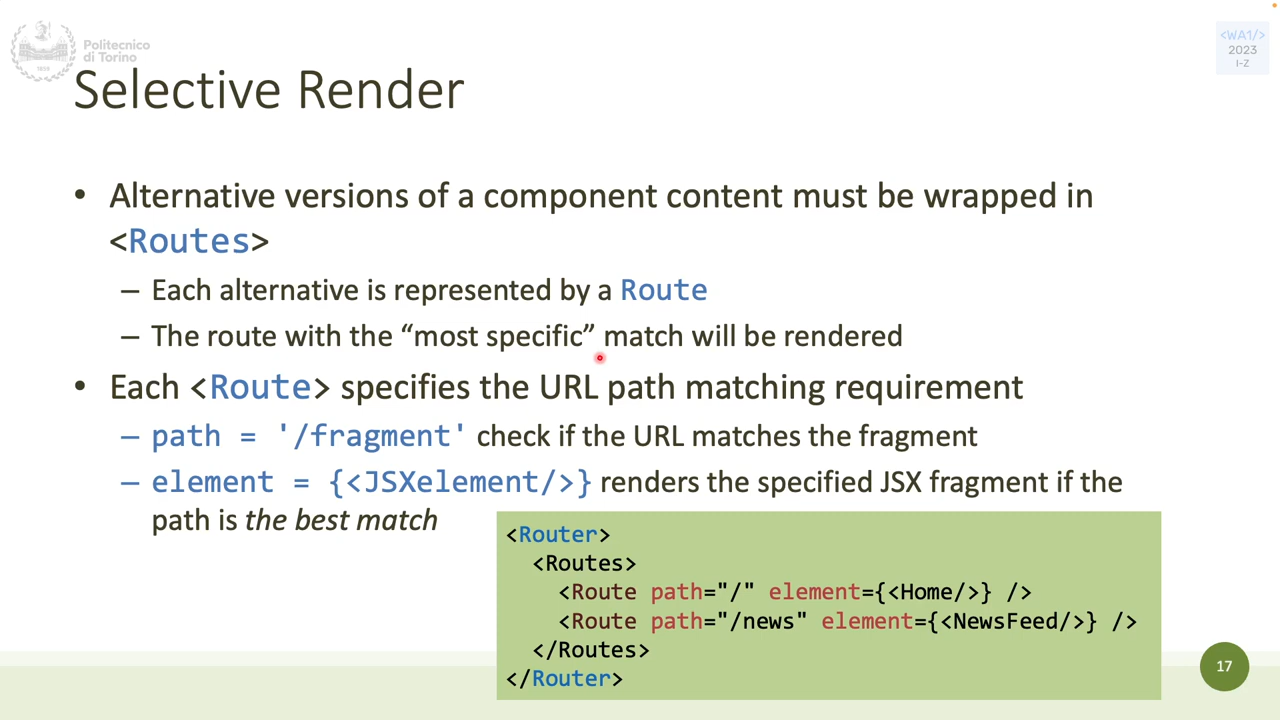 Politecnico
di Torino
1859
<WA1/>
2023
I-Z
Selective Render
• Alternative versions of a component content must be wrapped in
<Routes>
– Each alternative is represented by a Route
– The route with the “most specific” match will be rendered
• Each <Route> specifies the URL path matching requirement
– path = '/fragment' check if the URL matches the fragment
– element = {<JSXelement/>} renders the specified JSX fragment if the
path is the best match
<Router>
<Routes>
<Route path="/" element={<Home/>} />
<Route path="/news" element={<NewsFeed/>} />
</Routes>
</Router>
17